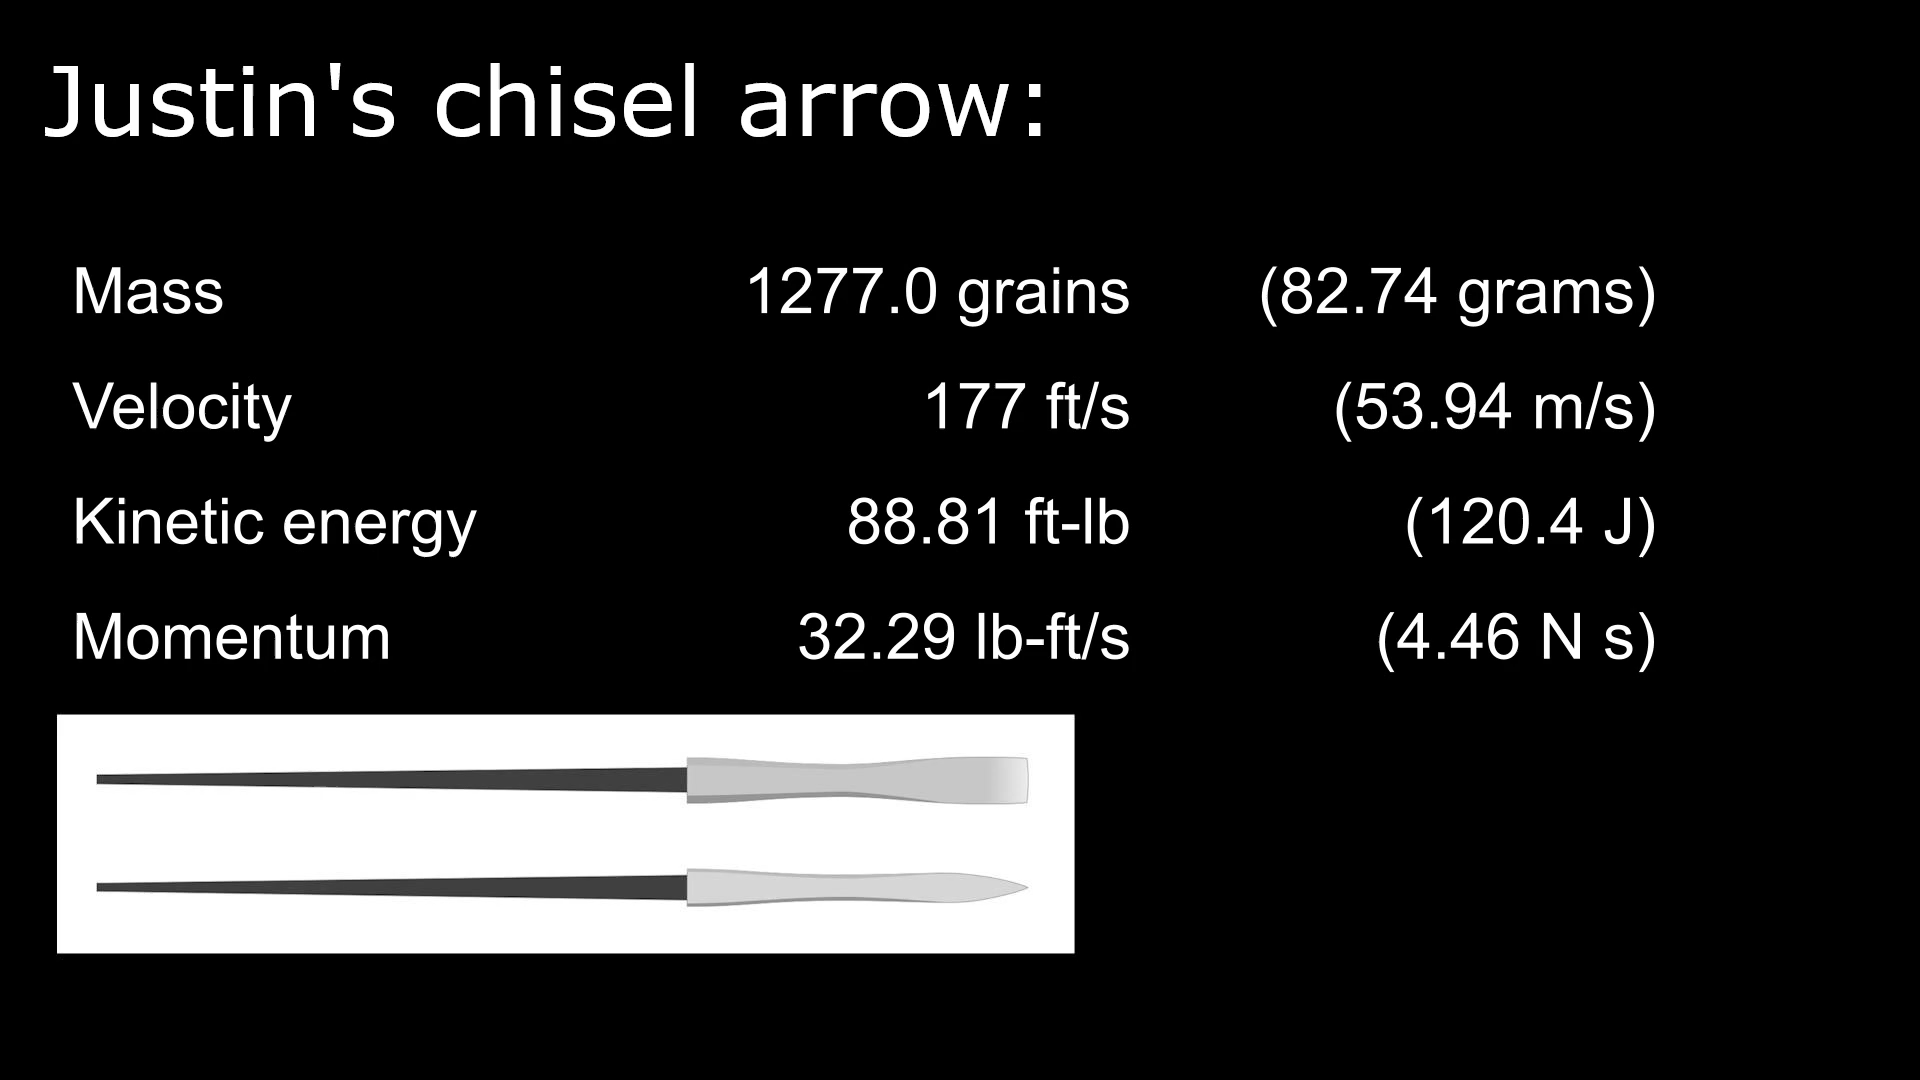 Justin's chisel arrow:
Mass 1277.0 grains (82.74 grams)
Velocity 177 ft/s (53.94 m/s)
Kinetic energy 88.81 ft-lb (120.4 J)
Momentum 32.29 lb-ft/s (4.46 N s)